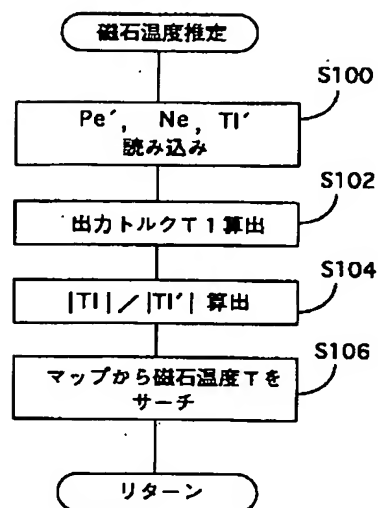 磁石温度推定
S100
Pe′, Ne, Tl′
読み込み
S102
出力トルクT1算出
S104
|Tl|／|Tl′| 算出
S106
マップから磁石温度Tを
サーチ
リターン